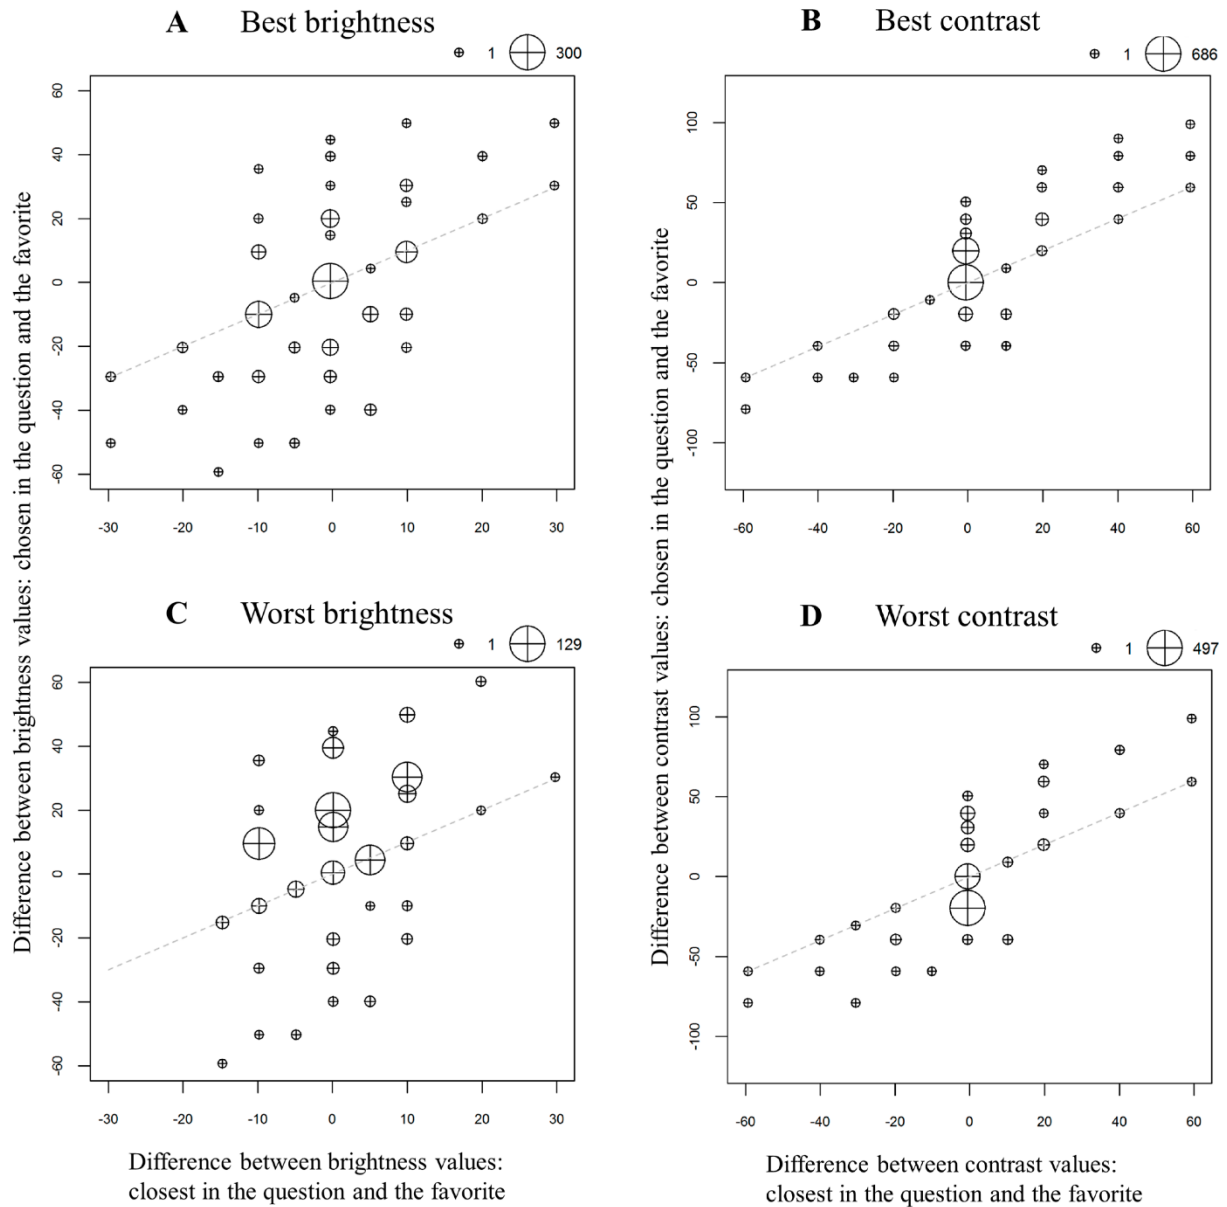 A Best brightness
1 300
60
40
20
0
-20
-40
-60
-30 -20 -10 0 10 20 30
B Best contrast
1 686
100
50
0
-50
-100
-60 -40 -20 0 20 40 60
C Worst brightness
1 129
60
40
20
0
-20
-40
-60
-30 -20 -10 0 10 20 30
D Worst contrast
1 497
100
50
0
-50
-100
-60 -40 -20 0 20 40 60
Difference between brightness values: chosen in the question and the favorite
Difference between contrast values: chosen in the question and the favorite
Difference between brightness values:
closest in the question and the favorite
Difference between contrast values:
closest in the question and the favorite